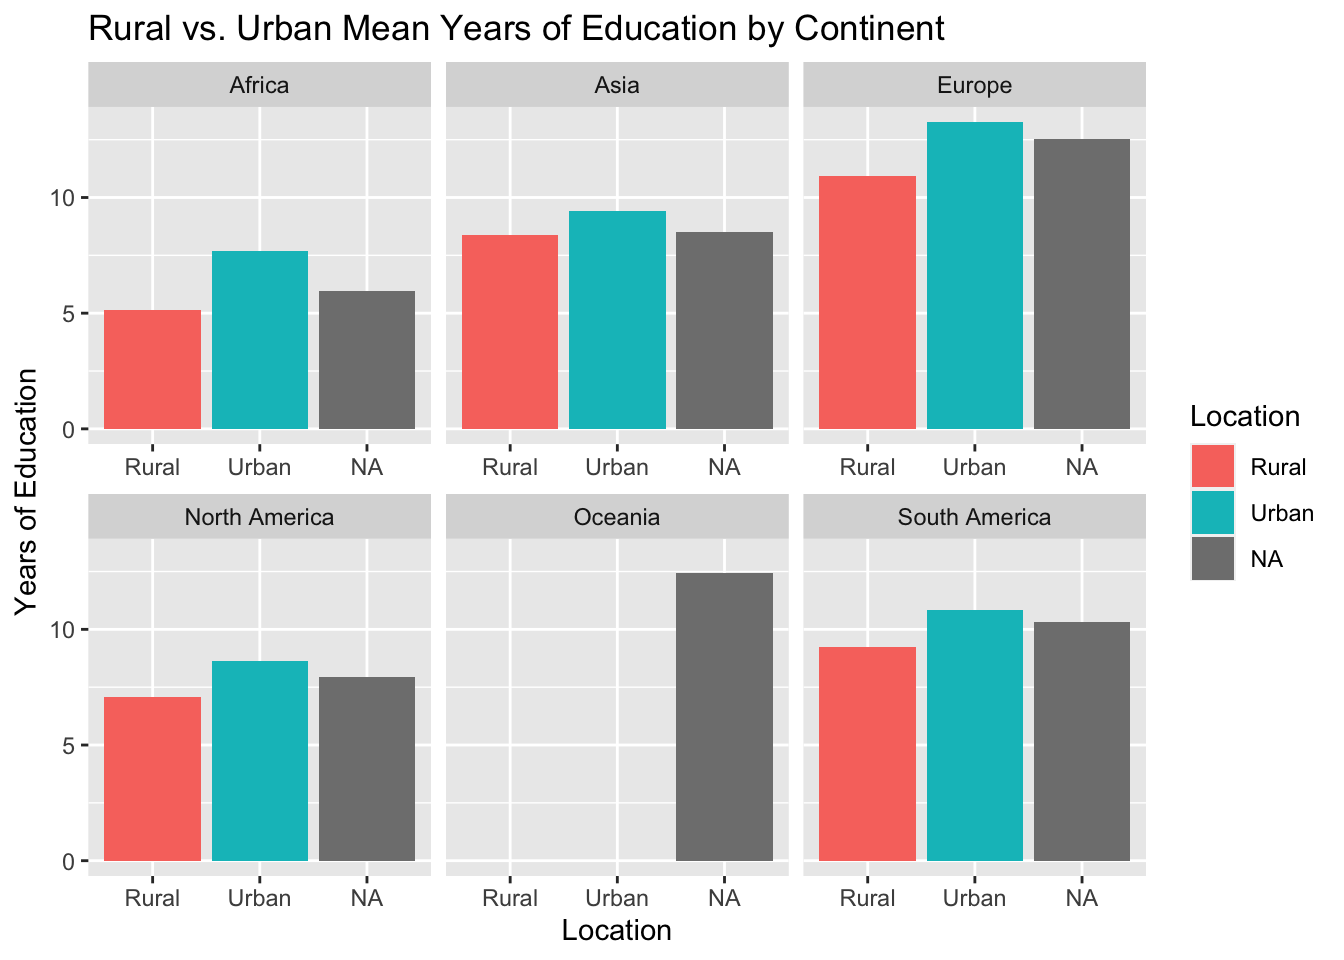 Rural vs. Urban Mean Years of Education by Continent
Africa
Asia
Europe
10
5
0
Rural Urban NA
Rural Urban NA
Rural Urban NA
North America
Oceania
South America
10
5
0
Rural Urban NA
Rural Urban NA
Rural Urban NA
Location
Years of Education
Location
Rural
Urban
NA